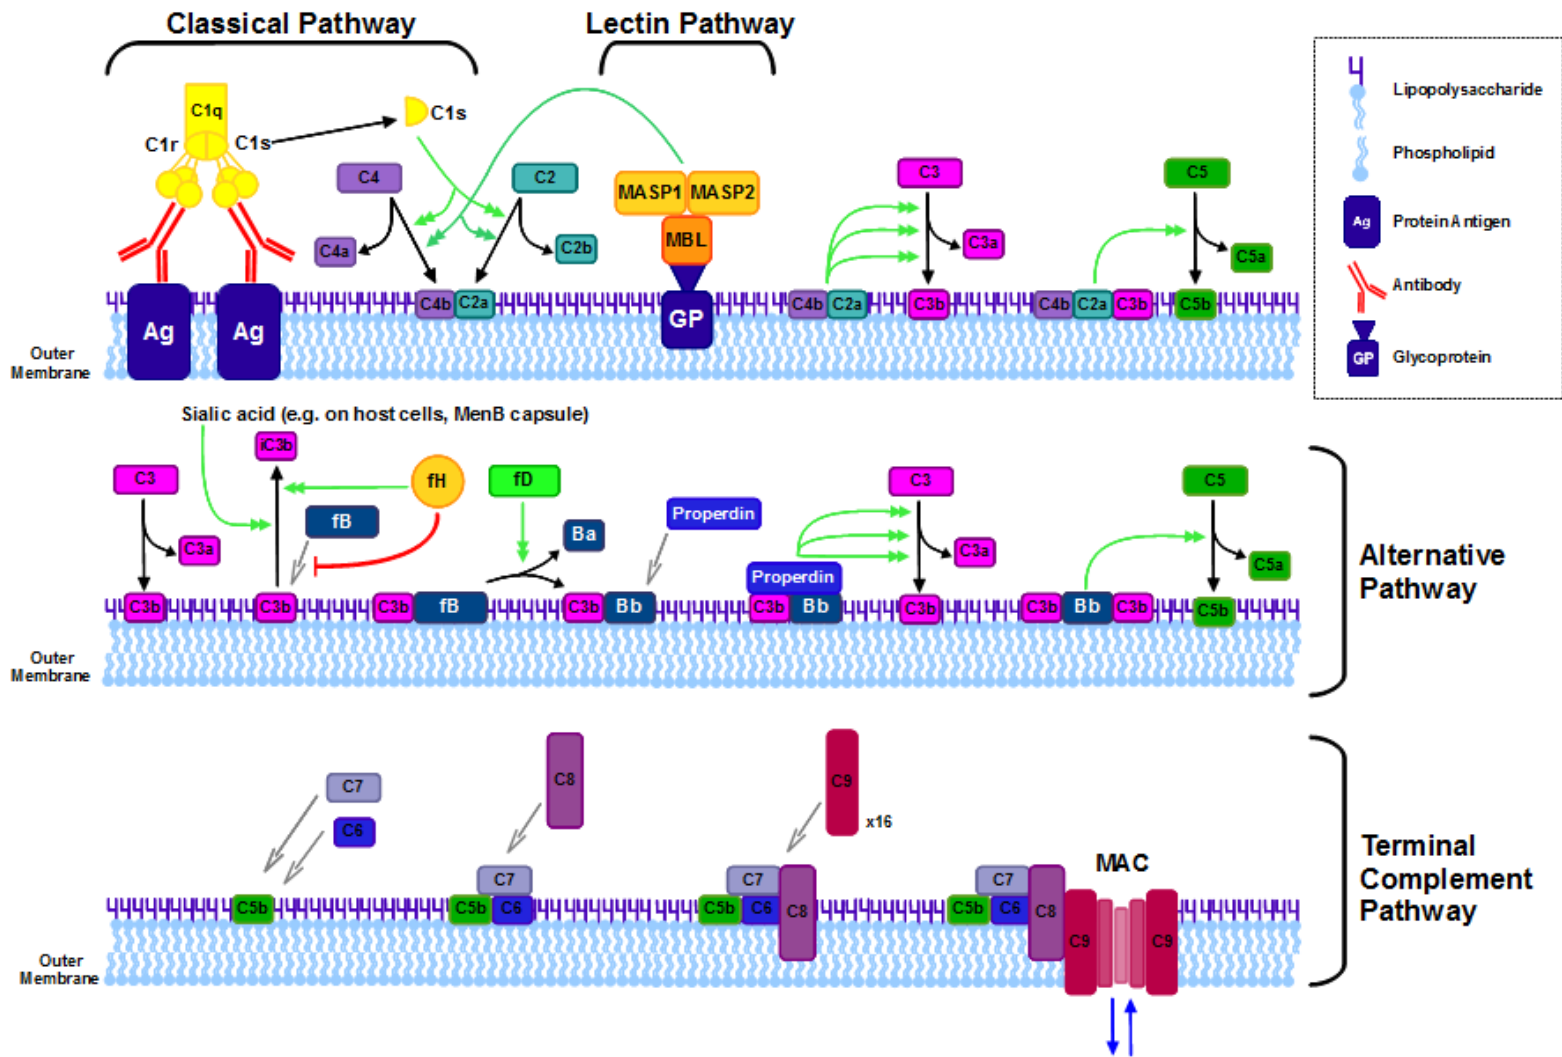 Classical Pathway
Lectin Pathway
C1q
C1r
C1s
C1s
C4
C2
C4a
C2b
MASP1
MASP2
MBL
C3
C3a
C5
C5a
Ag
Ag
C4b
C2a
GP
C4b
C2a
C3b
C4b
C2a
C3b
C5b
Outer
Membrane
Lipopolysaccharide
Phospholipid
Ag
Protein Antigen
Antibody
GP
Glycoprotein
Sialic acid (e.g. on host cells, MenB capsule)
C3
iC3b
fH
fD
C3
C5
fB
Properdin
Ba
C3a
C3a
C5a
Properdin
C3b
C3b
C3b
fB
C3b
Bb
C3b
Bb
C3b
C3b
Bb
C3b
C5b
Outer
Membrane
Alternative
Pathway
C7
C6
C8
C9
x16
MAC
C5b
C7
C5b
C6
C7
C5b
C6
C8
C7
C5b
C6
C8
C9
C9
Outer
Membrane
Terminal
Complement
Pathway